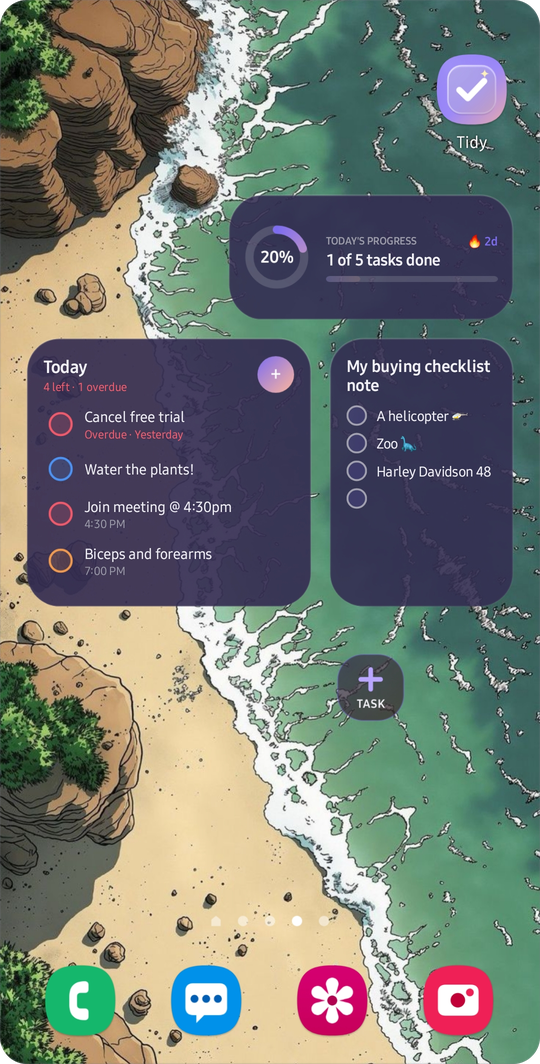 Tidy
TODAY'S PROGRESS 🔥 2d
20%
1 of 5 tasks done
Today
4 left · 1 overdue
+
Cancel free trial
Overdue · Yesterday
Water the plants!
Join meeting @ 4:30pm
4:30 PM
Biceps and forearms
7:00 PM
My buying checklist
note
A helicopter 🚁
Zoo 🦕
Harley Davidson 48
+
TASK